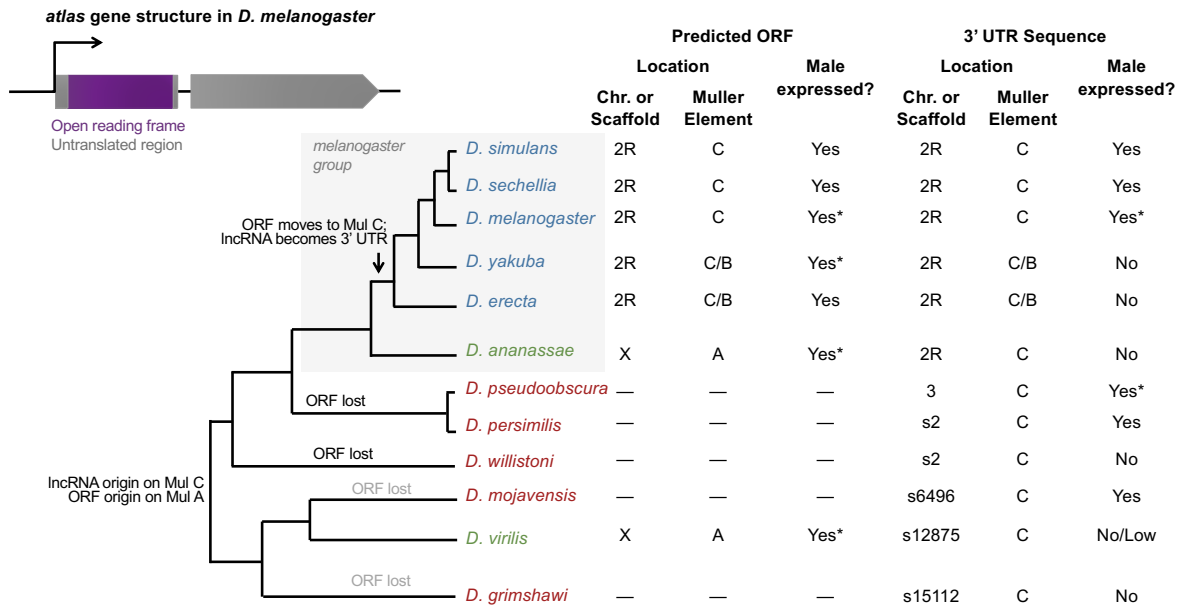 atlas gene structure in D. melanogaster
Open reading frame
Untranslated region
Predicted ORF 3’ UTR Sequence
Location Male expressed? Location Male expressed?
Chr. or Scaffold Muller Element Chr. or Scaffold Muller Element
melanogaster group
D. simulans 2R C Yes 2R C Yes
D. sechellia 2R C Yes 2R C Yes
D. melanogaster 2R C Yes* 2R C Yes*
ORF moves to Mul C;
lncRNA becomes 3’ UTR
D. yakuba 2R C/B Yes* 2R C/B No
D. erecta 2R C/B Yes 2R C/B No
D. ananassae X A Yes* 2R C No
D. pseudoobscura — — — 3 C Yes*
ORF lost
D. persimilis — — — s2 C Yes
ORF lost
D. willistoni — — — s2 C No
lncRNA origin on Mul C
ORF origin on Mul A
ORF lost
D. mojavensis — — — s6496 C Yes
D. virilis X A Yes* s12875 C No/Low
ORF lost
D. grimshawi — — — s15112 C No